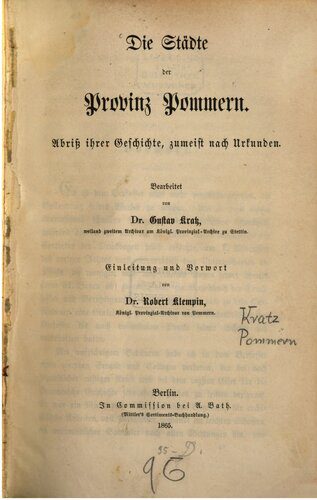 Die Städte
der
Provinz Pommern.
Abriß ihrer Geschichte, zumeist nach Urkunden.
Bearbeitet
von
Dr. Gustav Kratz,
weiland zweitem Archivar am Königl. Provinzial-Archive zu Stettin.
Einleitung und Vorwort
von
Dr. Robert Klempin,
Königl. Provinzial-Archivar von Pommern.
Kratz
Pommern
Berlin.
In Commission bei A. Bath.
(Mittler's Sortiments-Buchhandlung.)
1865.